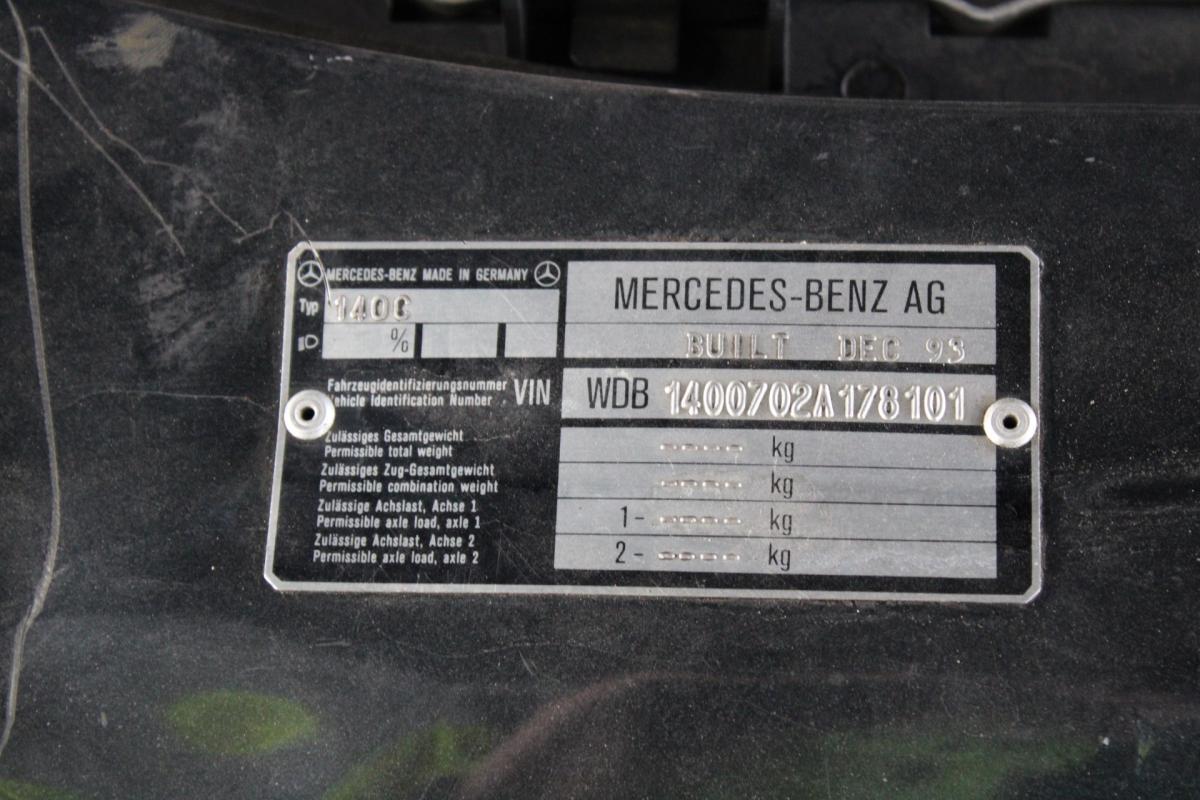 MERCEDES-BENZ MADE IN GERMANY
Typ 140C
%
MERCEDES-BENZ AG
BUILT DEC 93
Fahrzeugidentifizierungsnummer
Vehicle Identification Number
VIN
WDB 1400702A178101
Zulässiges Gesamtgewicht
Permissible total weight
---- kg
Zulässiges Zug-Gesamtgewicht
Permissible combination weight
---- kg
Zulässige Achslast, Achse 1
Permissible axle load, axle 1
1- ---- kg
Zulässige Achslast, Achse 2
Permissible axle load, axle 2
2- ---- kg